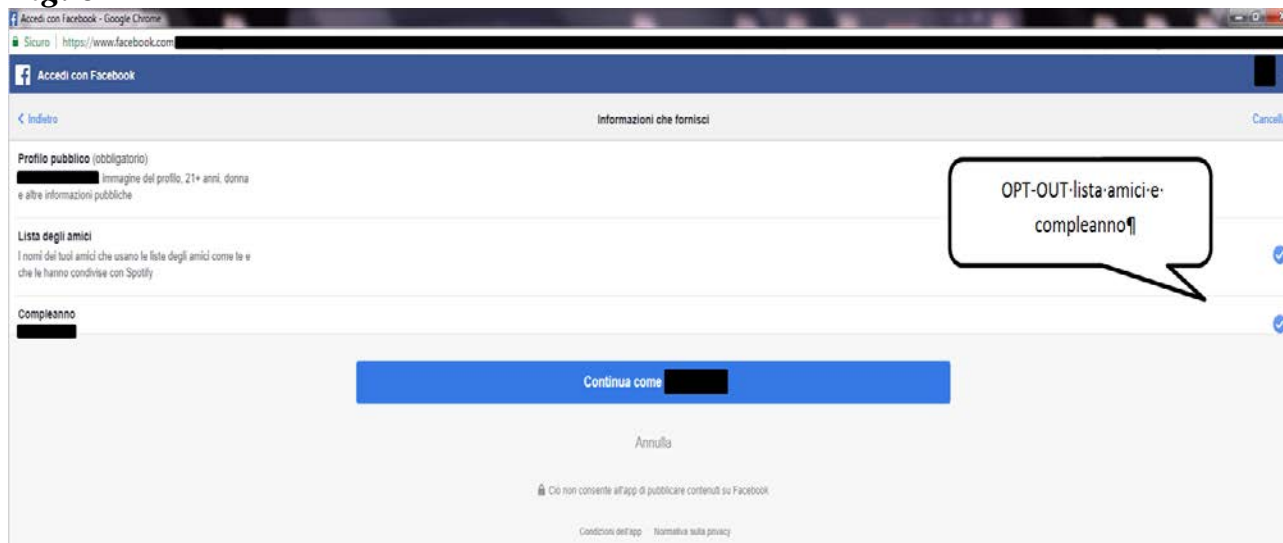 Accedi con Facebook - Google Chrome
Sicuro | https://www.facebook.com
Accedi con Facebook
Indietro
Informazioni che fornisci
Cancella
Profilo pubblico (obbligatorio)
Immagine del profilo, 21+ anni, donna
e altre informazioni pubbliche
OPT-OUT·lista·amici·e·
compleanno¶
Lista degli amici
I nomi dei tuoi amici che usano le liste degli amici come te e
che le hanno condivise con Spotify
Compleanno
Continua come
Annulla
Ciò non consente all'app di pubblicare contenuti su Facebook
Condizioni dell'app Normativa sulla privacy